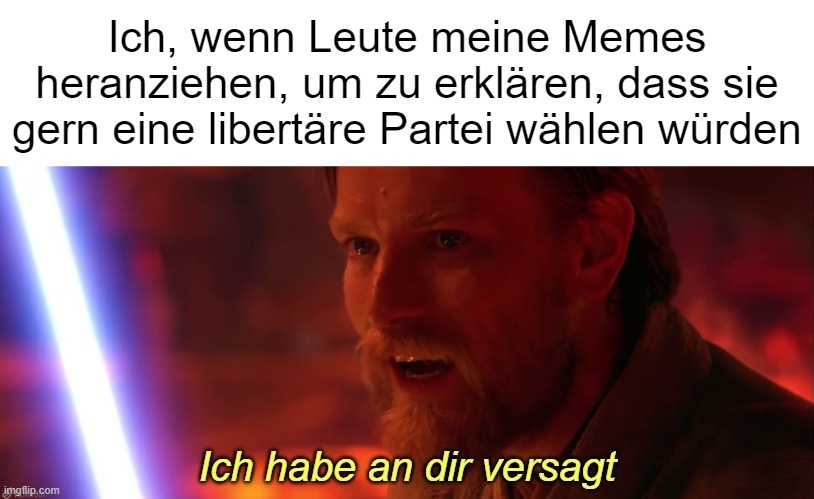 Ich, wenn Leute meine Memes
heranziehen, um zu erklären, dass sie
gern eine libertäre Partei wählen würden
Ich habe an dir versagt
imgflip.com